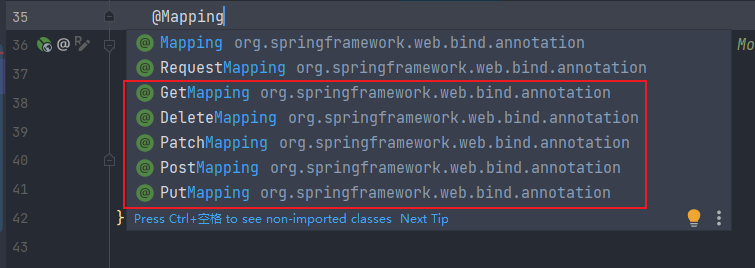 35 @Mapping
36 @ Mapping org.springframework.web.bind.annotation Mo
37 RequestMapping org.springframework.web.bind.annotation
38 GetMapping org.springframework.web.bind.annotation
DeleteMapping org.springframework.web.bind.annotation
39 PatchMapping org.springframework.web.bind.annotation
40 PostMapping org.springframework.web.bind.annotation
41 PutMapping org.springframework.web.bind.annotation
42 } Press Ctrl+空格 to see non-imported classes Next Tip
43